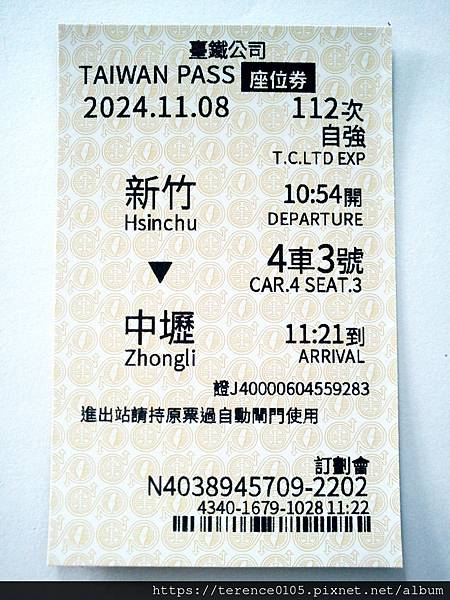 臺鐵公司
TAIWAN PASS 座位券
2024.11.08 112次
自強
T.C.LTD EXP
新竹 10:54開
Hsinchu DEPARTURE
4車3號
CAR.4 SEAT.3
中壢 11:21到
Zhongli ARRIVAL
證J40000604559283
進出站請持原票過自動閘門使用
訂劃會
N4038945709-2202
4340-1679-1028 11:22
https://terence0105.pixnet.net/album